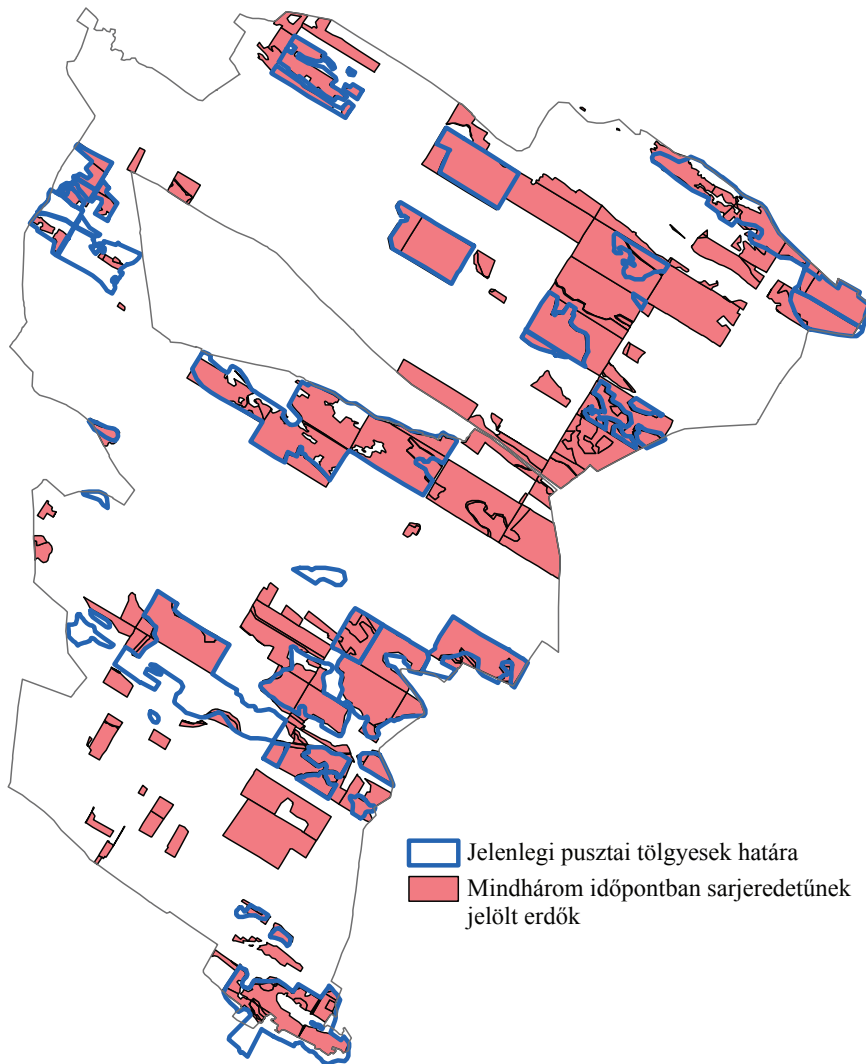 Jelenlegi pusztai tölgyesek határa
Mindhárom időpontban sarjeredetűnek
jelölt erdők